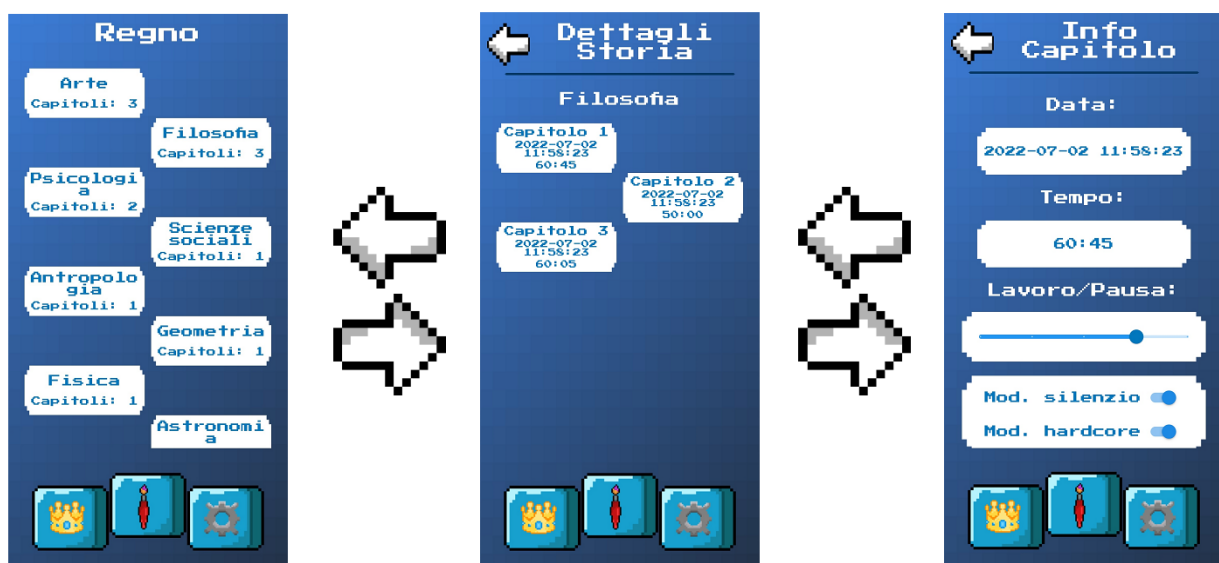 Regno
Arte
Capitoli: 3
Filosofia
Capitoli: 3
Psicologi
a
Capitoli: 2
Scienze
sociali
Capitoli: 1
Antropolo
gia
Capitoli: 1
Geometria
Capitoli: 1
Fisica
Capitoli: 1
Astronomi
a
Dettagli
Storia
Filosofia
Capitolo 1
2022-07-02
11:58:23
60:45
Capitolo 2
2022-07-02
11:58:23
50:00
Capitolo 3
2022-07-02
11:58:23
60:05
Info
Capitolo
Data:
2022-07-02 11:58:23
Tempo:
60:45
Lavoro/Pausa:
Mod. silenzio
Mod. hardcore